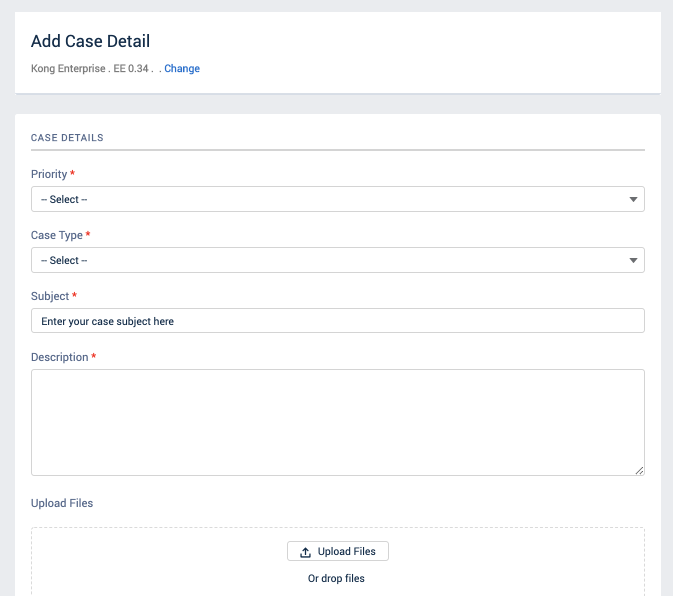 Add Case Detail
Kong Enterprise . EE 0.34 . . Change
CASE DETAILS
Priority *
-- Select --
Case Type *
-- Select --
Subject *
Enter your case subject here
Description *
Upload Files
Upload Files
Or drop files